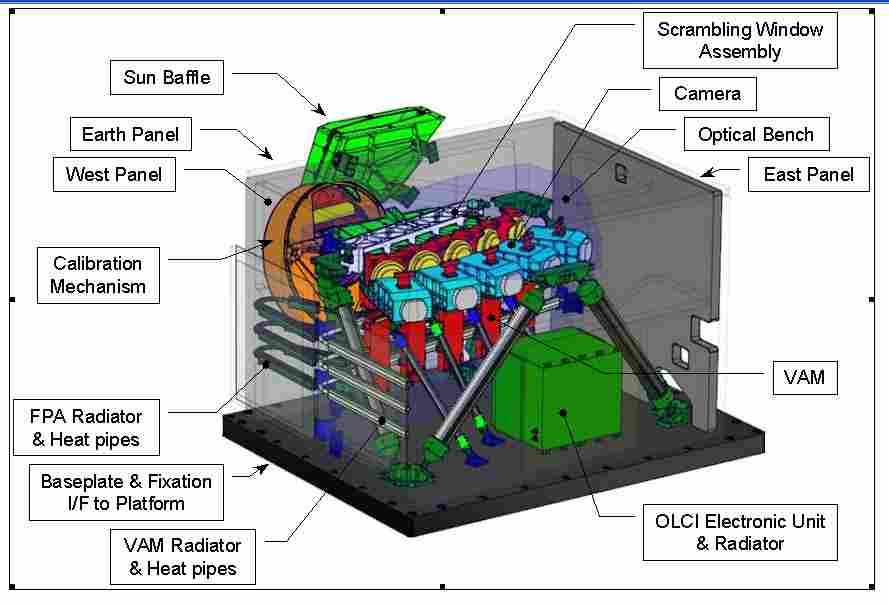 Scrambling Window
Assembly
Sun Baffle
Camera
Earth Panel
Optical Bench
West Panel
East Panel
Calibration
Mechanism
VAM
FPA Radiator
& Heat pipes
Baseplate & Fixation
I/F to Platform
OLCI Electronic Unit
& Radiator
VAM Radiator
& Heat pipes